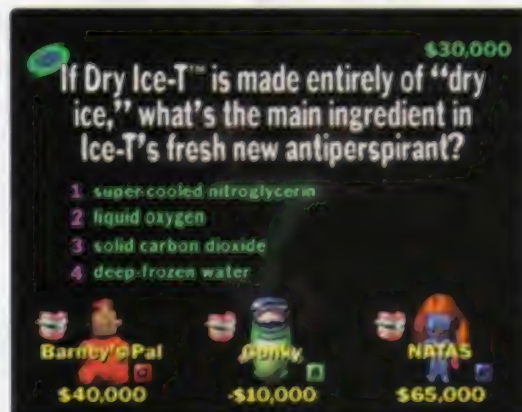 $30,000
If Dry Ice-T™ is made entirely of “dry
ice,” what's the main ingredient in
Ice-T's fresh new antiperspirant?
1 super-cooled nitroglycerin
2 liquid oxygen
3 solid carbon dioxide
4 deep-frozen water
Barney's Pal
NATAS
$40,000
-$10,000
$65,000